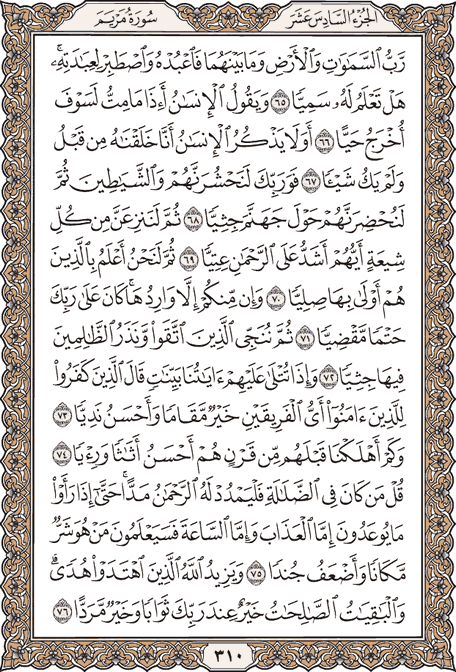 الجزء السادس عشر
سورة مريم
رَّبُّ ٱلسَّمَٰوَٰتِ وَٱلۡأَرۡضِ وَمَا بَيۡنَهُمَا فَٱعۡبُدۡهُ وَٱصۡطَبِرۡ لِعِبَٰدَتِهِۦۚ
هَلۡ تَعۡلَمُ لَهُۥ سَمِيّٗا ٦٥ وَيَقُولُ ٱلۡإِنسَٰنُ أَءِذَا مَا مِتُّ لَسَوۡفَ
أُخۡرَجُ حَيًّا ٦٦ أَوَلَا يَذۡكُرُ ٱلۡإِنسَٰنُ أَنَّا خَلَقۡنَٰهُ مِن قَبۡلُ
وَلَمۡ يَكُ شَيۡـٔٗا ٦٧ فَوَرَبِّكَ لَنَحۡشُرَنَّهُمۡ وَٱلشَّيَٰطِينَ ثُمَّ
لَنُحۡضِرَنَّهُمۡ حَوۡلَ جَهَنَّمَ جِثِيّٗا ٦٨ ثُمَّ لَنَنزِعَنَّ مِن كُلِّ
شِيعَةٍ أَيُّهُمۡ أَشَدُّ عَلَى ٱلرَّحۡمَٰنِ عِتِيّٗا ٦٩ ثُمَّ لَنَحۡنُ أَعۡلَمُ بِٱلَّذِينَ
هُمۡ أَوۡلَىٰ بِهَا صِلِيّٗا ٧٠ وَإِن مِّنكُمۡ إِلَّا وَارِدُهَاۚ كَانَ عَلَىٰ رَبِّكَ
حَتۡمٗا مَّقۡضِيّٗا ٧١ ثُمَّ نُنَجِّي ٱلَّذِينَ ٱتَّقَواْ وَّنَذَرُ ٱلظَّٰلِمِينَ
فِيهَا جِثِيّٗا ٧٢ وَإِذَا تُتۡلَىٰ عَلَيۡهِمۡ ءَايَٰتُنَا بَيِّنَٰتٖ قَالَ ٱلَّذِينَ كَفَرُواْ
لِلَّذِينَ ءَامَنُوٓاْ أَيُّ ٱلۡفَرِيقَيۡنِ خَيۡرٞ مَّقَامٗا وَأَحۡسَنُ نَدِيّٗا ٧٣
وَكَمۡ أَهۡلَكۡنَا قَبۡلَهُم مِّن قَرۡنٍ هُمۡ أَحۡسَنُ أَثَٰثٗا وَرِءۡيٗا ٧٤
قُلۡ مَن كَانَ فِي ٱلضَّلَٰلَةِ فَلۡيَمۡدُدۡ لَهُ ٱلرَّحۡمَٰنُ مَدًّاۚ حَتَّىٰٓ إِذَا رَأَوۡاْ
مَا يُوعَدُونَ إِمَّا ٱلۡعَذَابَ وَإِمَّا ٱلسَّاعَةَ فَسَيَعۡلَمُونَ مَنۡ هُوَ شَرّٞ
مَّكَانٗا وَأَضۡعَفُ جُندٗا ٧٥ وَيَزِيدُ ٱللَّهُ ٱلَّذِينَ ٱهۡتَدَوۡاْ هُدٗىۗ
وَٱلۡبَٰقِيَٰتُ ٱلصَّٰلِحَٰتُ خَيۡرٌ عِندَ رَبِّكَ ثَوَابٗا وَخَيۡرٞ مَّرَدًّا ٧٦
٣١٠